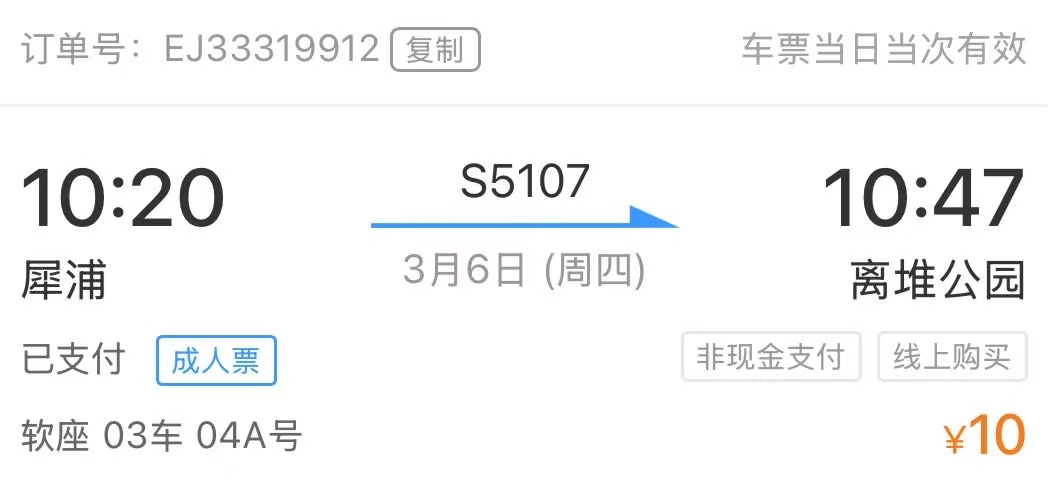 订单号：EJ33319912 复制 车票当日当次有效
10:20 S5107 10:47
犀浦 3月6日 (周四) 离堆公园
已支付 成人票 非现金支付 线上购买
软座 03车 04A号 ¥10